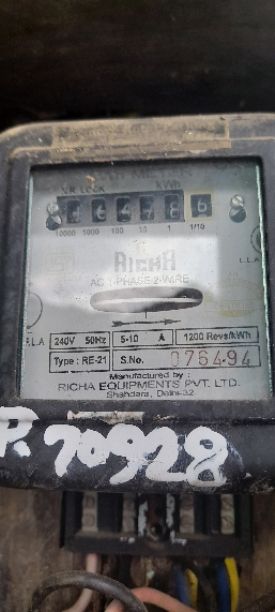 kWh
10000 1000 100 10 1 1/10
RICHA
AC 1-PHASE 2-WIRE
R.L.A
L.L.
240V 50Hz 5-10 A 1200 Revs/kWh
Type : RE-21 S.No. 076494
Manufactured by :
RICHA EQUIPMENTS PVT. LTD.
Shahdara, Delhi-32
P. 70928